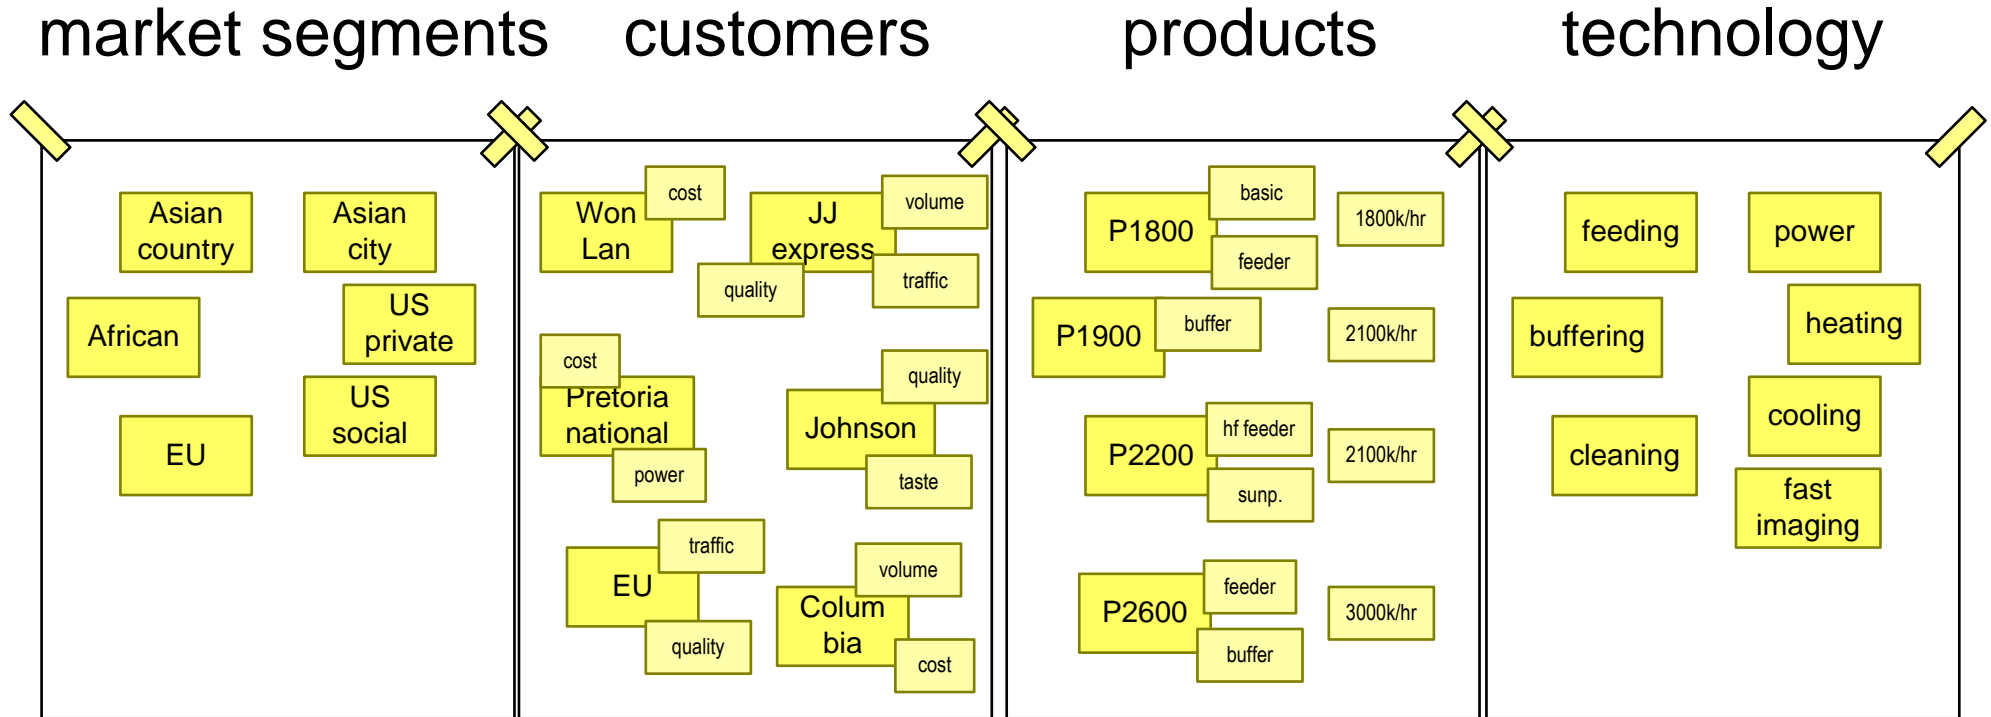 market segments
customers
products
technology
Asian
country
Asian
city
African
US
private
US
social
EU
Won
Lan
cost
JJ
express
volume
quality
traffic
cost
Pretoria
national
power
quality
Johnson
taste
traffic
EU
quality
volume
Colum
bia
cost
P1800
basic
feeder
1800k/hr
P1900
buffer
2100k/hr
P2200
hf feeder
sunp.
2100k/hr
P2600
feeder
buffer
3000k/hr
feeding
power
buffering
heating
cooling
cleaning
fast
imaging